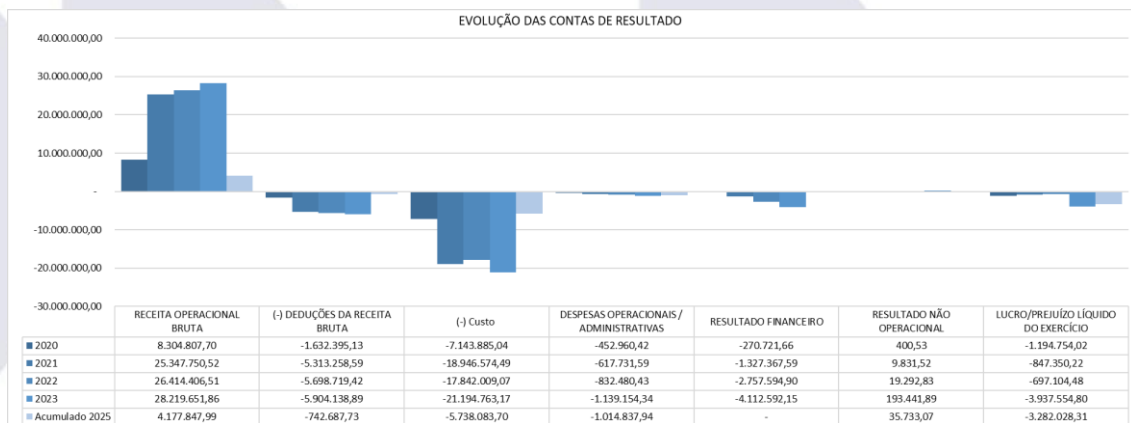 EVOLUÇÃO DAS CONTAS DE RESULTADO
40.000.000,00
30.000.000,00
20.000.000,00
10.000.000,00
-
-10.000.000,00
-20.000.000,00
-30.000.000,00
RECEITA OPERACIONAL BRUTA (-) DEDUÇÕES DA RECEITA BRUTA (-) Custo DESPESAS OPERACIONAIS / ADMINISTRATIVAS RESULTADO FINANCEIRO RESULTADO NÃO OPERACIONAL LUCRO/PREJUÍZO LÍQUIDO DO EXERCÍCIO
2020 8.304.807,70 -1.632.395,13 -7.143.885,04 -452.960,42 -270.721,66 400,53 -1.194.754,02
2021 25.347.750,52 -5.313.258,59 -18.946.574,49 -617.731,59 -1.327.367,59 9.831,52 -847.350,22
2022 26.414.406,51 -5.698.719,42 -17.842.009,07 -832.480,43 -2.757.594,90 19.292,83 -697.104,48
2023 28.219.651,86 -5.904.138,89 -21.194.763,17 -1.139.154,34 -4.112.592,15 193.441,89 -3.937.554,80
Acumulado 2025 4.177.847,99 -742.687,73 -5.738.083,70 -1.014.837,94 - 35.733,07 -3.282.028,31